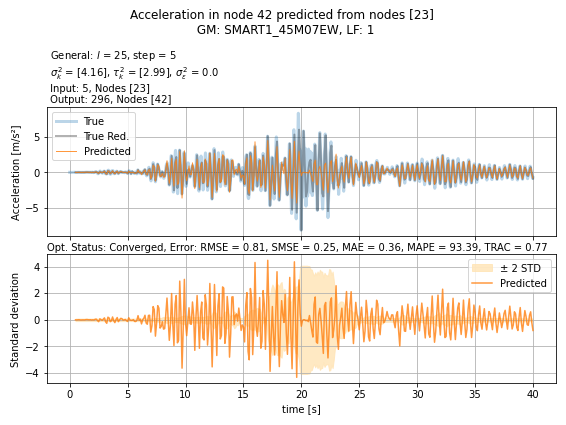 Acceleration in node 42 predicted from nodes [23]
GM: SMART1_45M07EW, LF: 1
General: l = 25, step = 5
σ²ₖ = [4.16], τ²ₖ = [2.99], σ²ε = 0.0
Input: 5, Nodes [23]
Output: 296, Nodes [42]
True
True Red.
Predicted
Acceleration [m/s²]
5
0
−5
Opt. Status: Converged, Error: RMSE = 0.81, SMSE = 0.25, MAE = 0.36, MAPE = 93.39, TRAC = 0.77
± 2 STD
Predicted
Standard deviation
4
2
0
−2
−4
0 5 10 15 20 25 30 35 40
time [s]